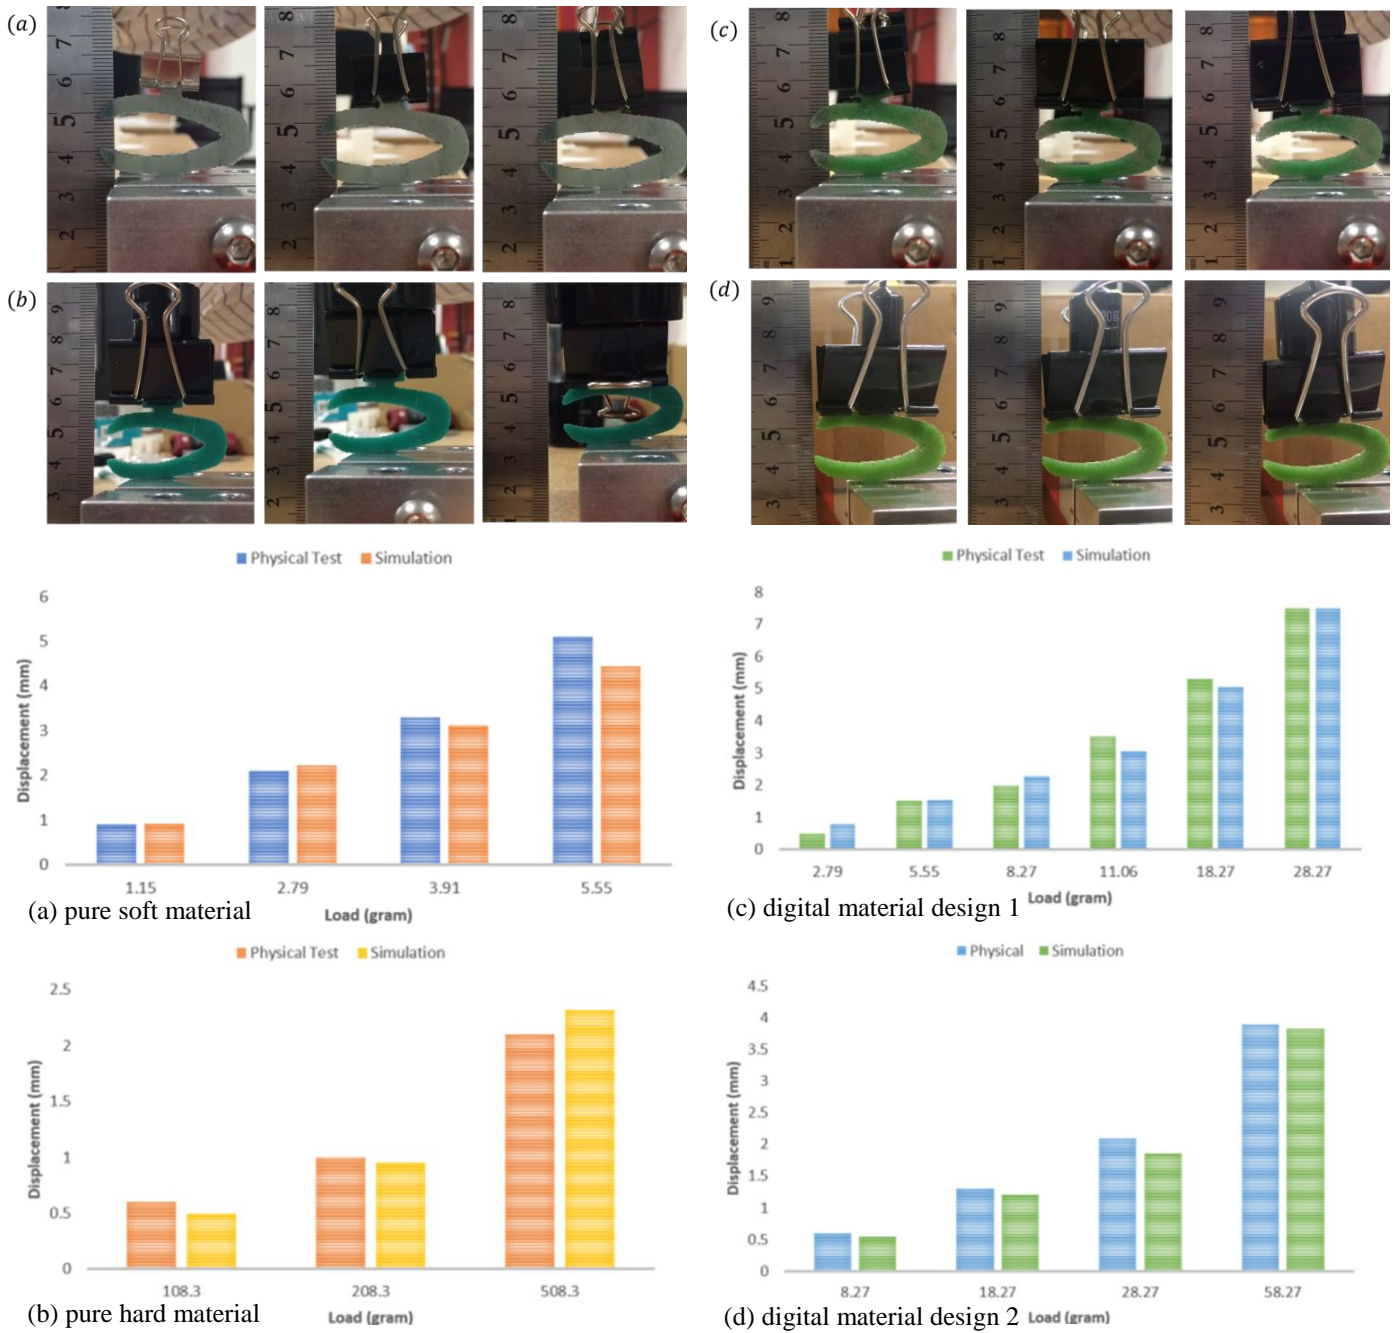 (a)
(c)
(b)
(d)
Physical Test Simulation
6
5
4
3
2
1
0
Displacement (mm)
1.15 2.79 3.91 5.55
Load (gram)
(a) pure soft material
Physical Test Simulation
8
7
6
5
4
3
2
1
0
Displacement (mm)
2.79 5.55 8.27 11.06 18.27 28.27
Load (gram)
(c) digital material design 1
Physical Test Simulation
2.5
2
1.5
1
0.5
0
Displacement (mm)
108.3 208.3 508.3
Load (gram)
(b) pure hard material
Physical Simulation
4.5
4
3.5
3
2.5
2
1.5
1
0.5
0
Displacement (mm)
8.27 18.27 28.27 58.27
Load (gram)
(d) digital material design 2